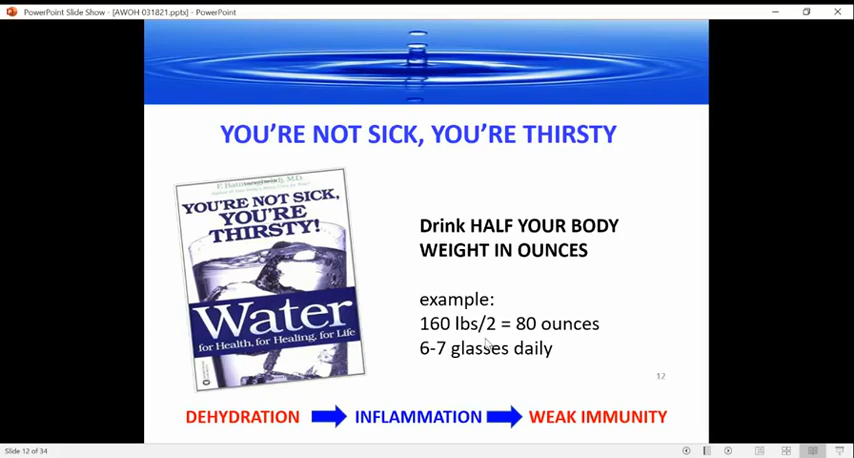 PowerPoint Slide Show - [AWOH 031821.pptx] - PowerPoint
YOU'RE NOT SICK, YOU'RE THIRSTY
F. Batmanghelidj, M.D.
YOU'RE NOT SICK,
YOU'RE
THIRSTY!
Water
for Health, for Healing, for Life
Drink HALF YOUR BODY
WEIGHT IN OUNCES
example:
160 lbs/2 = 80 ounces
6-7 glasses daily
12
DEHYDRATION INFLAMMATION WEAK IMMUNITY
Slide 12 of 34